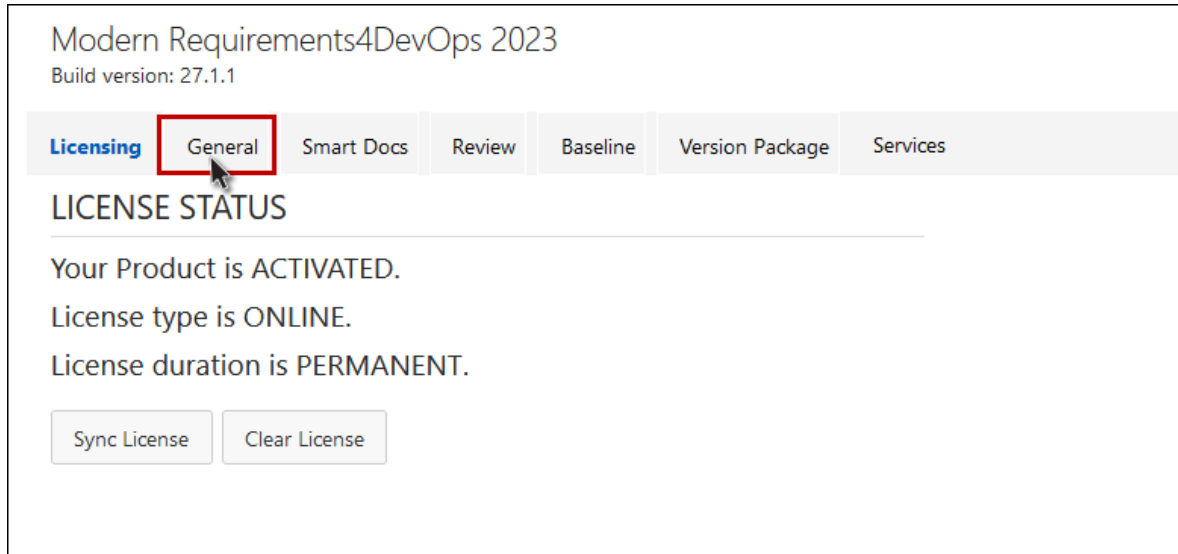 Modern Requirements4DevOps 2023
Build version: 27.1.1
Licensing General Smart Docs Review Baseline Version Package Services
LICENSE STATUS
Your Product is ACTIVATED.
License type is ONLINE.
License duration is PERMANENT.
Sync License Clear License